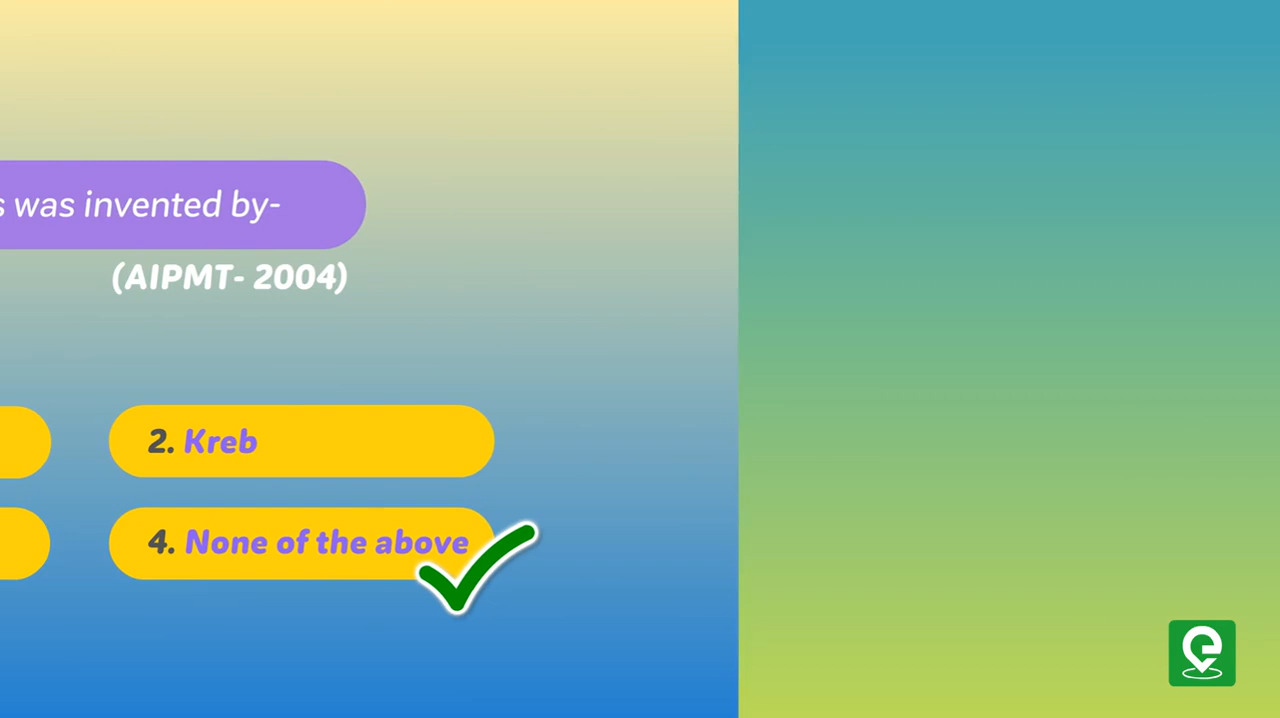 s was invented by-
(AIPMT- 2004)
2. Kreb
4. None of the above